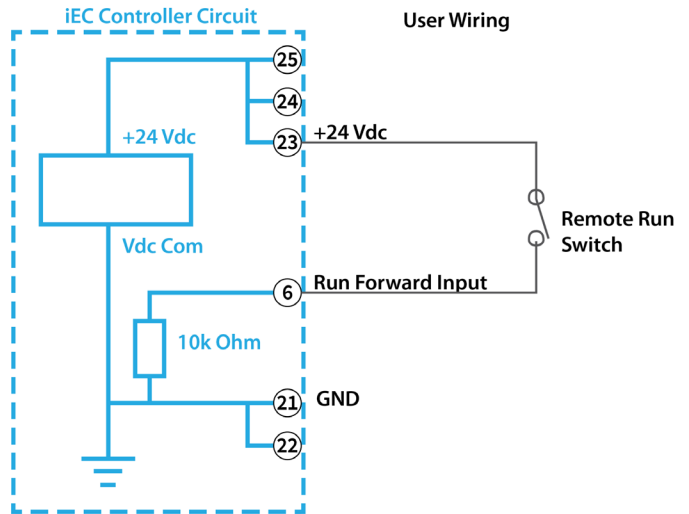 iEC Controller Circuit
User Wiring
25
24
+24 Vdc
23
+24 Vdc
Remote Run
Switch
Vdc Com
6
Run Forward Input
10k Ohm
21
GND
22